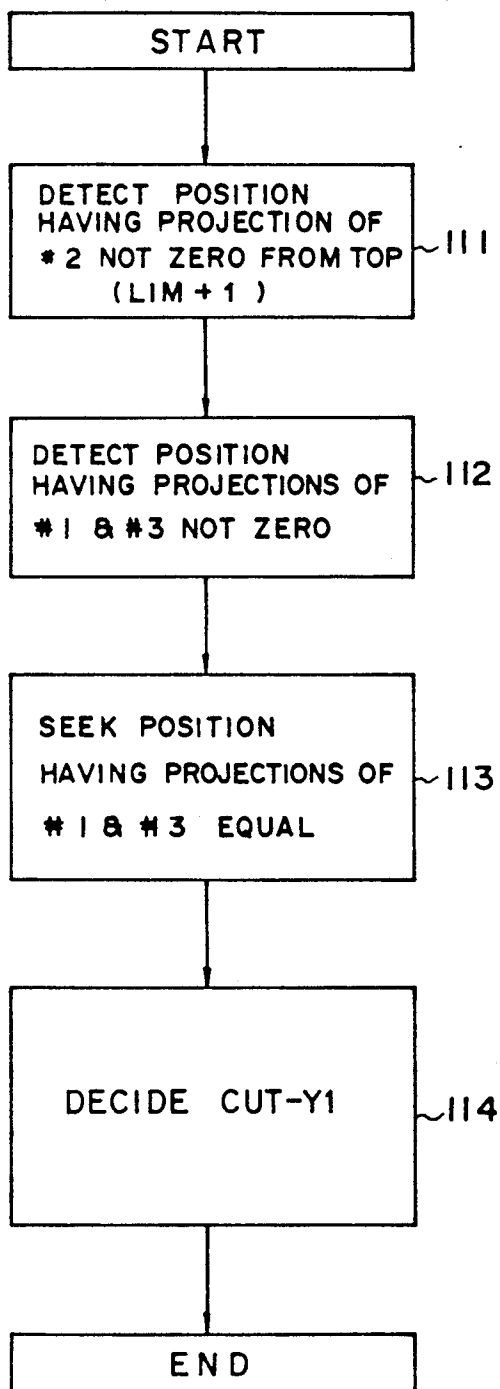 START
DETECT POSITION
HAVING PROJECTION OF
#2 NOT ZERO FROM TOP
(LIM+1)
111
DETECT POSITION
HAVING PROJECTIONS OF
#1 & #3 NOT ZERO
112
SEEK POSITION
HAVING PROJECTIONS OF
#1 & #3 EQUAL
113
DECIDE CUT-Y1
114
END